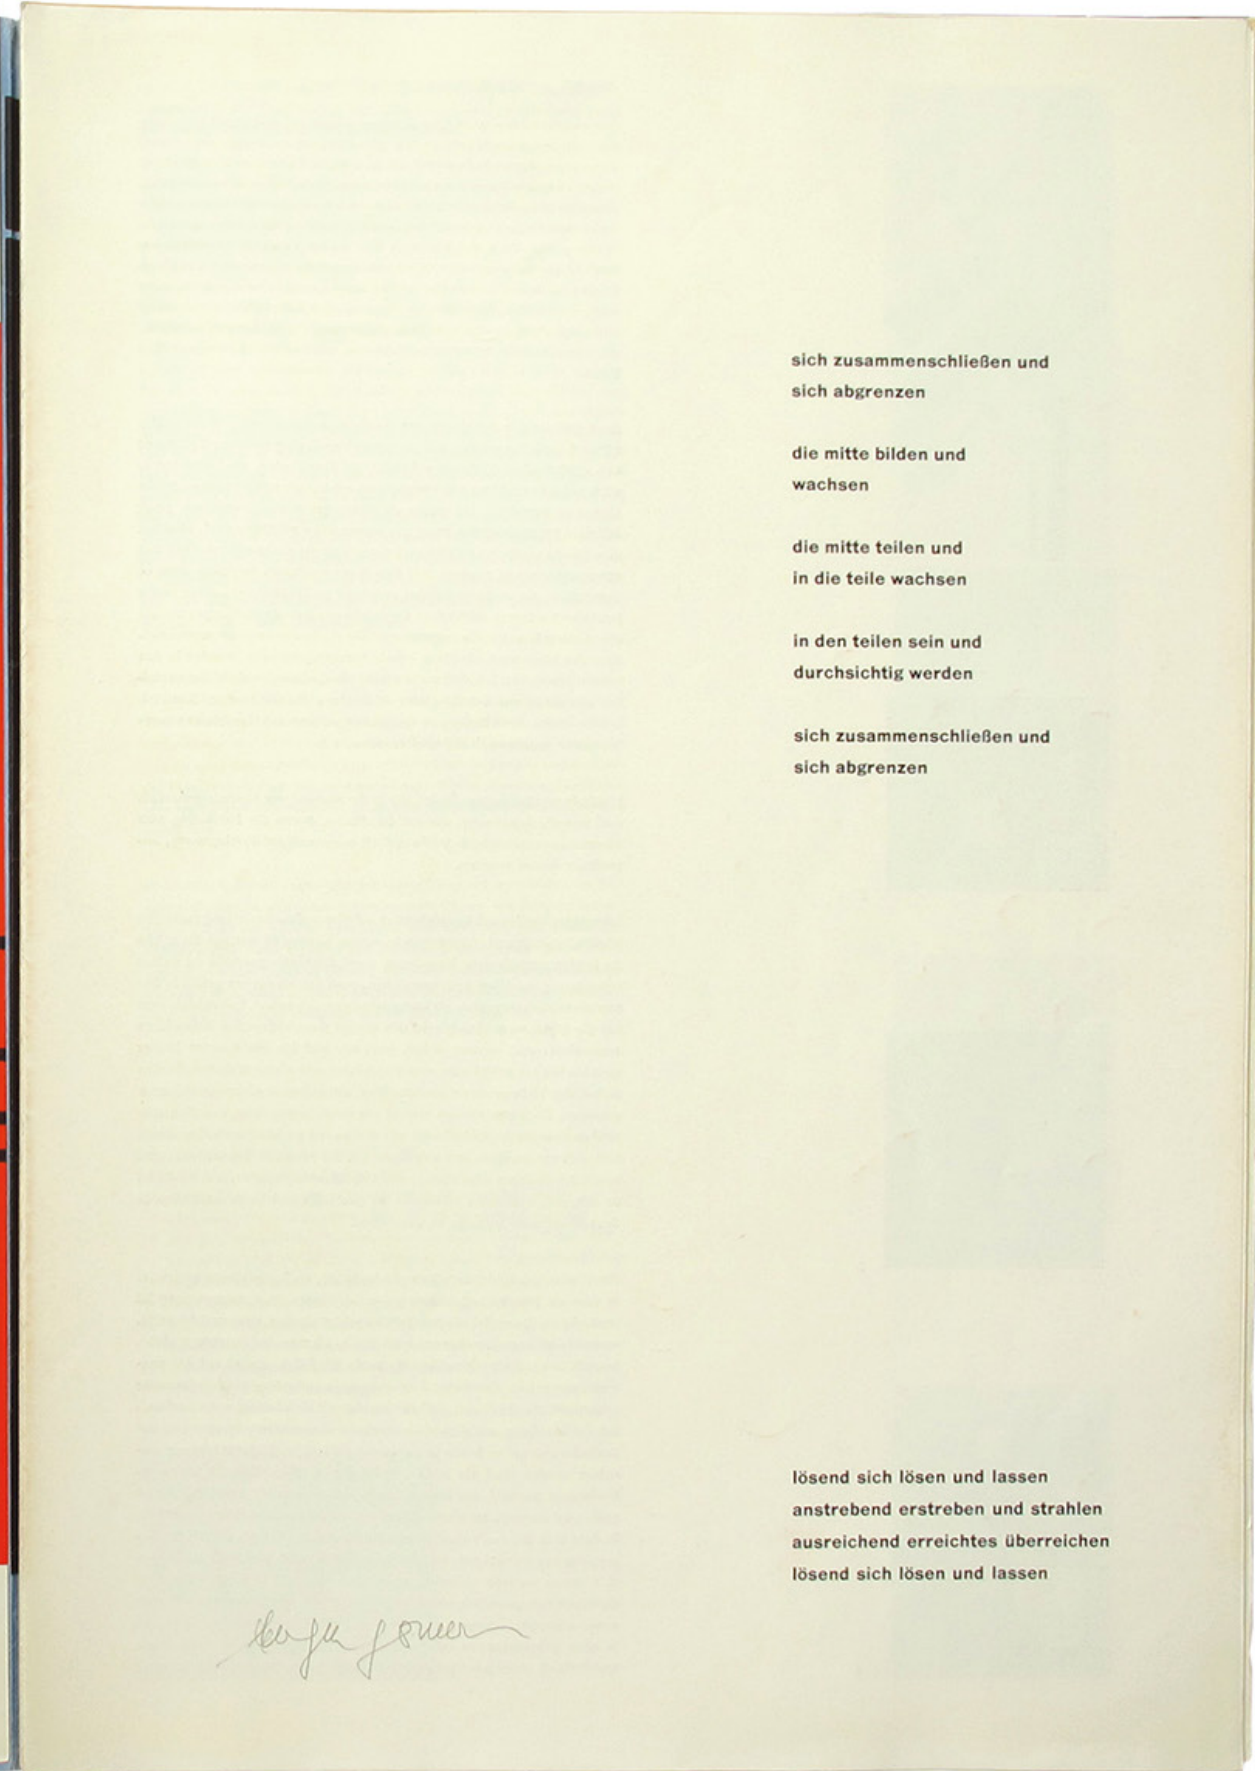 sich zusammenschließen und
sich abgrenzen
die mitte bilden und
wachsen
die mitte teilen und
in die teile wachsen
in den teilen sein und
durchsichtig werden
sich zusammenschließen und
sich abgrenzen
lösend sich lösen und lassen
anstrebend erstreben und strahlen
ausreichend erreichtes überreichen
lösend sich lösen und lassen